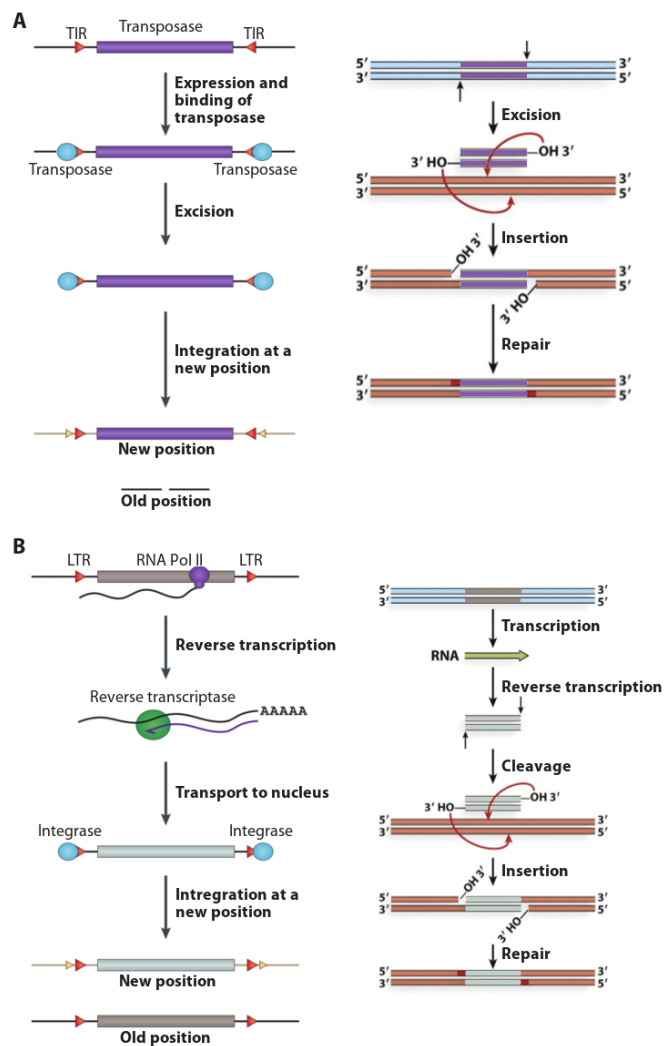 A
TIR
Transposase
TIR
Expression and
binding of
transposase
Transposase
Transposase
Excision
Integration at a
new position
New position
Old position
5′
3′
3′
5′
Excision
OH 3′
3′ HO
5′
3′
3′
5′
Insertion
OH 3′
5′
3′
3′
5′
3′ HO
Repair
5′
3′
3′
5′
B
LTR
RNA Pol II
LTR
Reverse transcription
Reverse transcriptase
AAAAA
Transport to nucleus
Integrase
Integrase
Intregration at a
new position
New position
Old position
5′
3′
3′
5′
Transcription
RNA
Reverse transcription
Cleavage
OH 3′
3′ HO
5′
3′
3′
5′
Insertion
OH 3′
5′
3′
3′
5′
3′ HO
Repair
5′
3′
3′
5′